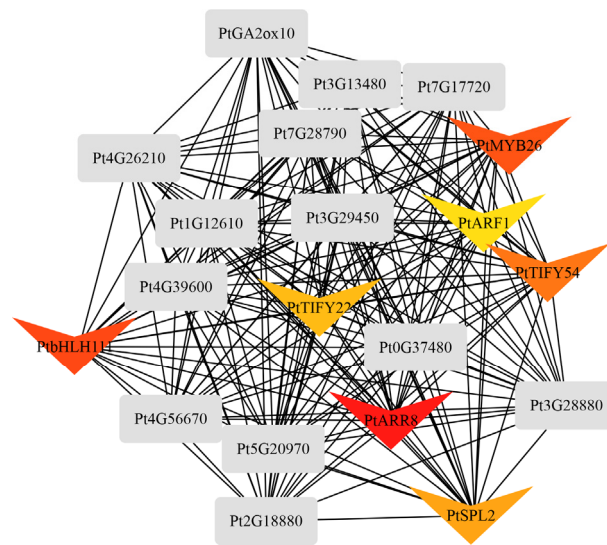 PtGA2ox10
Pt3G13480
Pt7G17720
Pt7G28790
PtMYB26
Pt4G26210
Pt1G12610
Pt3G29450
PtARF1
PtTIFY54
Pt4G39600
PtTIFY22
PtbHLH111
Pt0G37480
Pt3G28880
Pt4G56670
PtARR8
Pt5G20970
Pt2G18880
PtSPL2